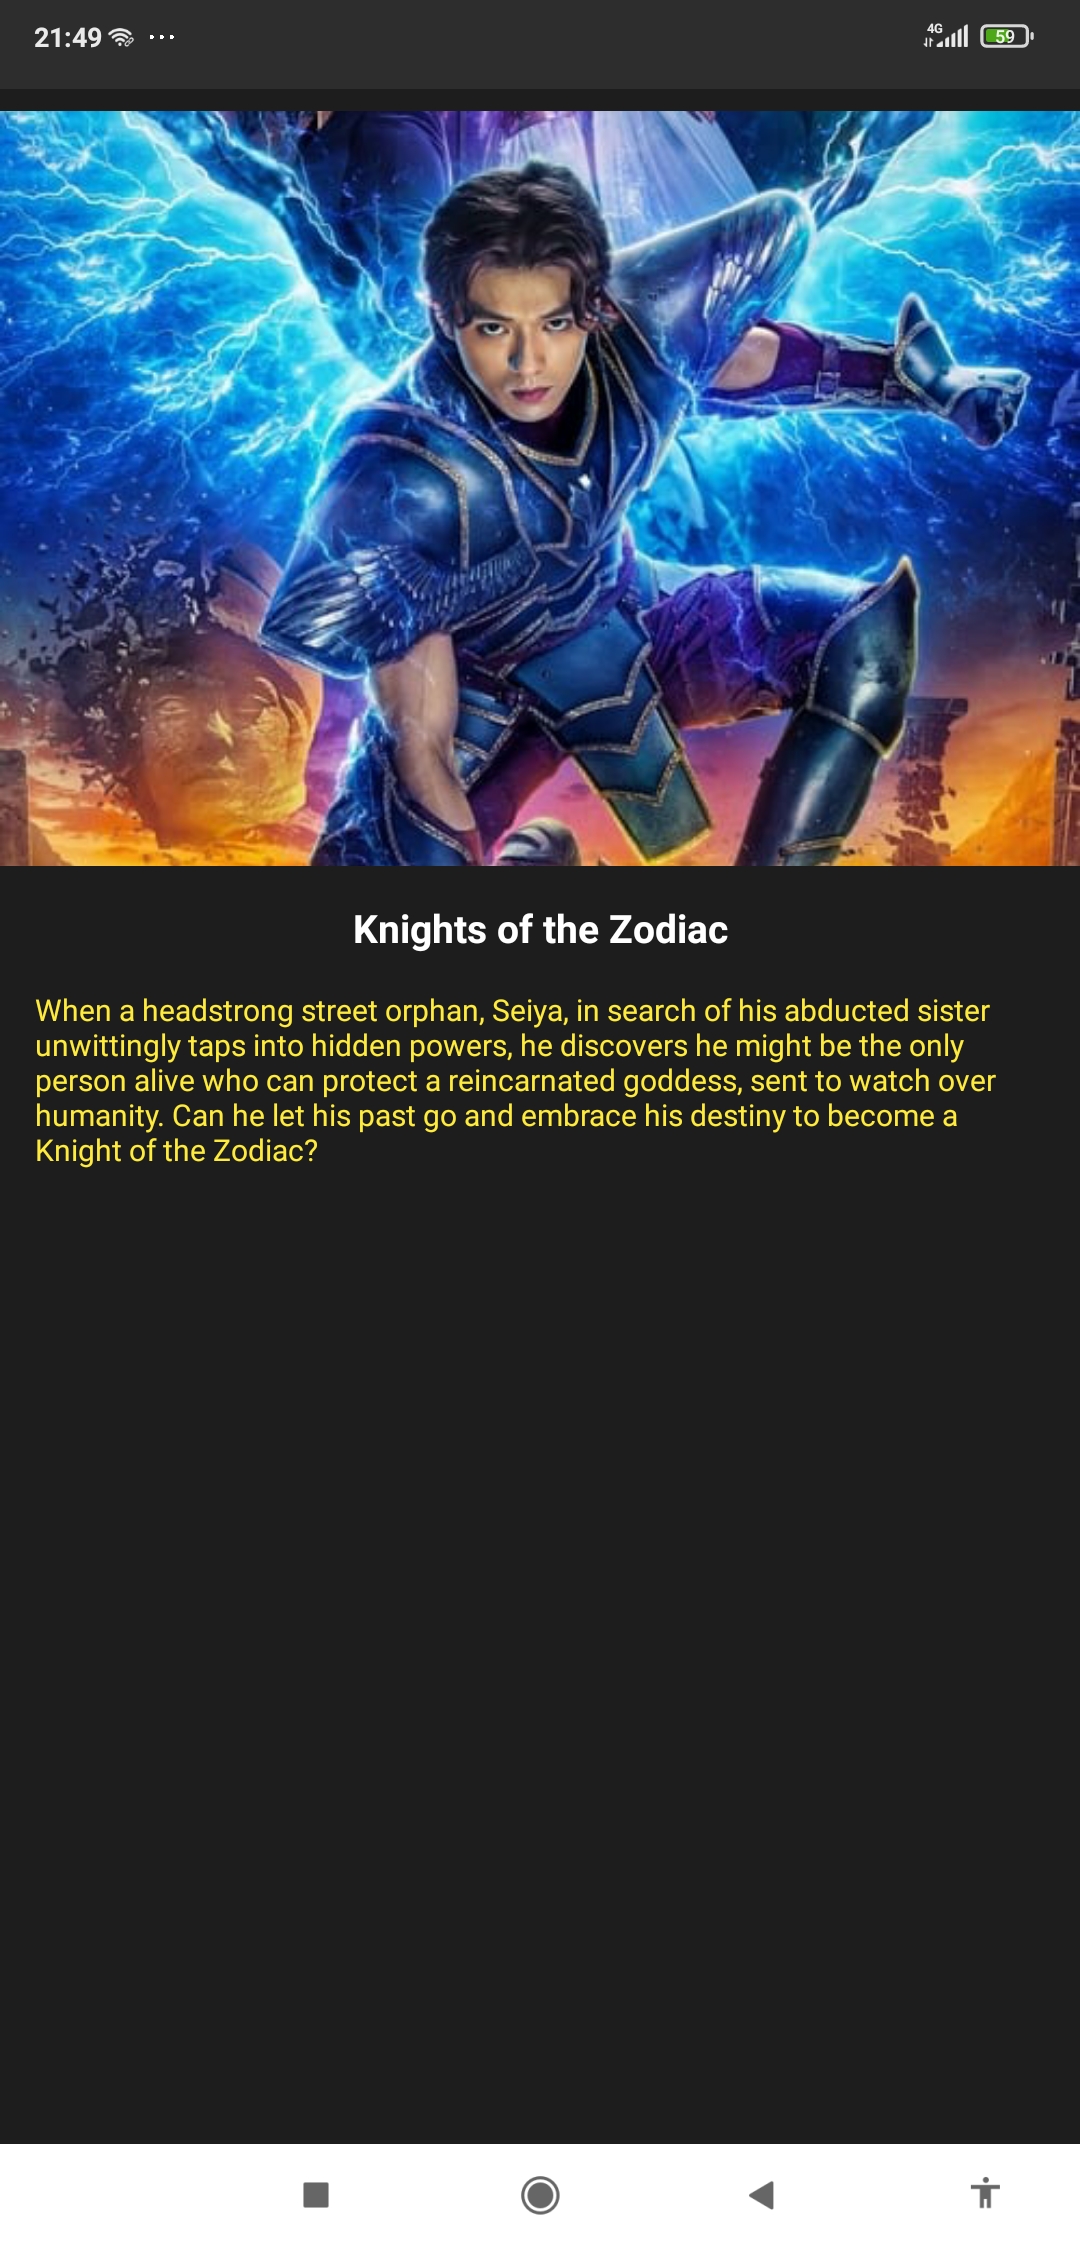 21:49
4G
59
Knights of the Zodiac
When a headstrong street orphan, Seiya, in search of his abducted sister
unwittingly taps into hidden powers, he discovers he might be the only
person alive who can protect a reincarnated goddess, sent to watch over
humanity. Can he let his past go and embrace his destiny to become a
Knight of the Zodiac?